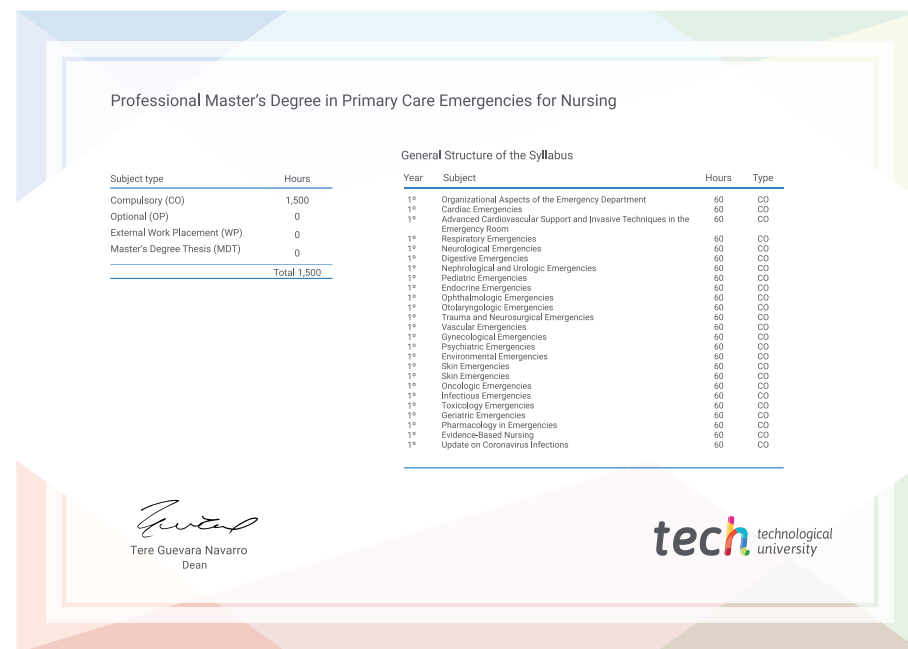 Professional Master's Degree in Primary Care Emergencies for Nursing
Subject type Hours
Compulsory (CO) 1,500
Optional (OP) 0
External Work Placement (WP) 0
Master's Degree Thesis (MDT) 0
Total 1,500
General Structure of the Syllabus
Year Subject Hours Type
1º Organizational Aspects of the Emergency Department 60 CO
1º Cardiac Emergencies 60 CO
1º Advanced Cardiovascular Support and Invasive Techniques in the 60 CO
Emergency Room
1º Respiratory Emergencies 60 CO
1º Neurological Emergencies 60 CO
1º Digestive Emergencies 60 CO
1º Nephrological and Urologic Emergencies 60 CO
1º Pediatric Emergencies 60 CO
1º Endocrine Emergencies 60 CO
1º Ophthalmologic Emergencies 60 CO
1º Otolaryngologic Emergencies 60 CO
1º Trauma and Neurosurgical Emergencies 60 CO
1º Vascular Emergencies 60 CO
1º Gynecological Emergencies 60 CO
1º Psychiatric Emergencies 60 CO
1º Environmental Emergencies 60 CO
1º Skin Emergencies 60 CO
1º Skin Emergencies 60 CO
1º Oncologic Emergencies 60 CO
1º Infectious Emergencies 60 CO
1º Toxicology Emergencies 60 CO
1º Geriatric Emergencies 60 CO
1º Pharmacology in Emergencies 60 CO
1º Evidence-Based Nursing 60 CO
1º Update on Coronavirus Infections 60 CO
Tere Guevara Navarro
Dean
tech technological
university